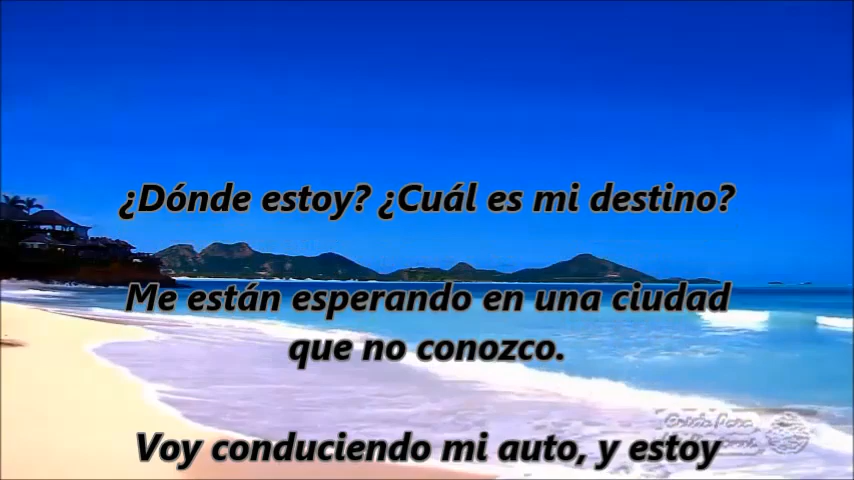 ¿Dónde estoy? ¿Cuál es mi destino?
Me están esperando en una ciudad
que no conozco.
Voy conduciendo mi auto, y estoy